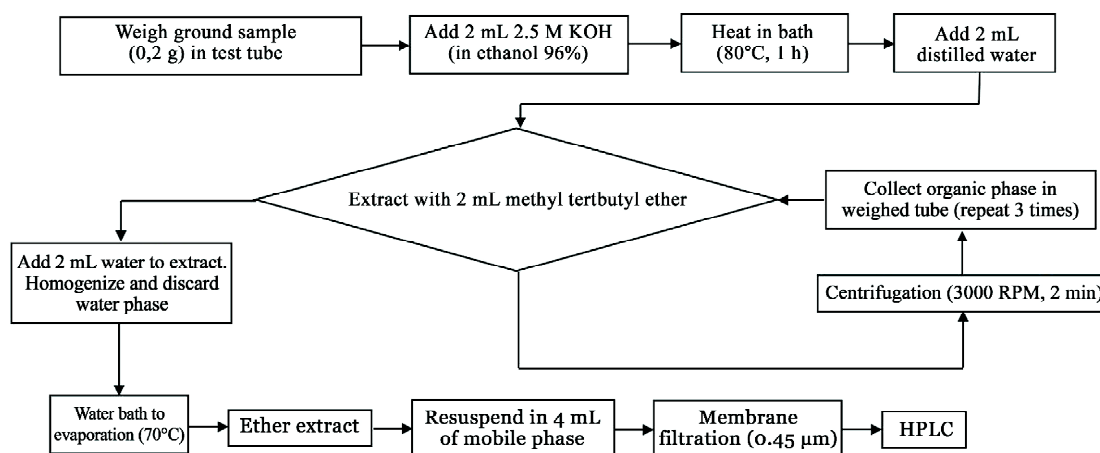 Weigh ground sample
(0,2 g) in test tube
Add 2 mL 2.5 M KOH
(in ethanol 96%)
Heat in bath
(80°C, 1 h)
Add 2 mL
distilled water
Extract with 2 mL methyl tertbutyl ether
Collect organic phase in
weighed tube (repeat 3 times)
Centrifugation (3000 RPM, 2 min)
Add 2 mL water to extract.
Homogenize and discard
water phase
Water bath to
evaporation (70°C)
Ether extract
Resuspend in 4 mL
of mobile phase
Membrane
filtration (0.45 µm)
HPLC